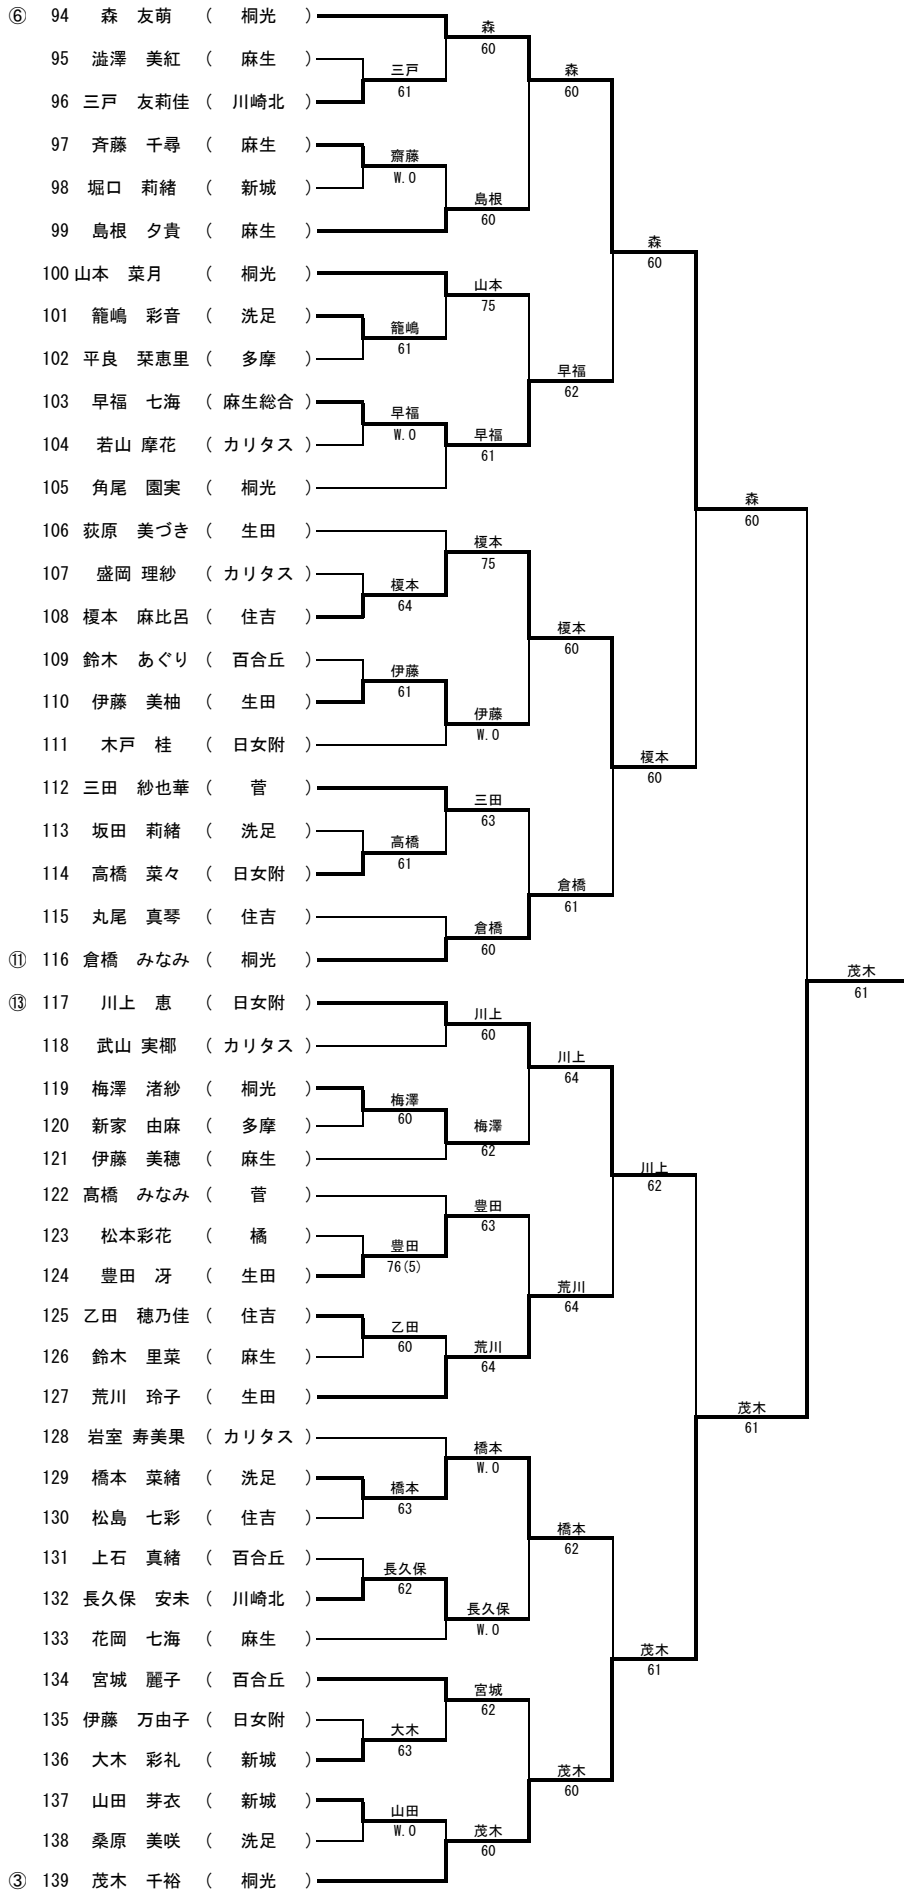 ⑥ 94 森 友萌 ( 桐光 )
森
60
95 澁澤 美紅 ( 麻生 )
三戸
61
森
60
96 三戸 友莉佳 ( 川崎北 )
97 斉藤 千尋 ( 麻生 )
齋藤
W.0
98 堀口 莉緒 ( 新城 )
島根
60
99 島根 夕貴 ( 麻生 )
森
60
100 山本 菜月 ( 桐光 )
山本
75
101 籠嶋 彩音 ( 洗足 )
籠嶋
61
102 平良 栞恵里 ( 多摩 )
早福
62
103 早福 七海 ( 麻生総合 )
早福
W.0
104 若山 摩花 ( カリタス )
早福
61
105 角尾 園実 ( 桐光 )
森
60
106 荻原 美づき ( 生田 )
榎本
75
107 盛岡 理紗 ( カリタス )
榎本
64
108 榎本 麻比呂 ( 住吉 )
榎本
60
109 鈴木 あぐり ( 百合丘 )
伊藤
61
110 伊藤 美柚 ( 生田 )
伊藤
W.0
111 木戸 桂 ( 日女附 )
榎本
60
112 三田 紗也華 ( 菅 )
三田
63
113 坂田 莉緒 ( 洗足 )
高橋
61
114 高橋 菜々 ( 日女附 )
倉橋
61
115 丸尾 真琴 ( 住吉 )
倉橋
60
⑪ 116 倉橋 みなみ ( 桐光 )
茂木
61
⑬ 117 川上 恵 ( 日女附 )
川上
60
118 武山 実椰 ( カリタス )
川上
64
119 梅澤 渚紗 ( 桐光 )
梅澤
60
120 新家 由麻 ( 多摩 )
梅澤
62
121 伊藤 美穂 ( 麻生 )
川上
62
122 髙橋 みなみ ( 菅 )
豊田
63
123 松本彩花 ( 橘 )
豊田
76(5)
124 豊田 冴 ( 生田 )
荒川
64
125 乙田 穂乃佳 ( 住吉 )
乙田
60
126 鈴木 里菜 ( 麻生 )
荒川
64
127 荒川 玲子 ( 生田 )
茂木
61
128 岩室 寿美果 ( カリタス )
橋本
W.0
129 橋本 菜緒 ( 洗足 )
橋本
63
130 松島 七彩 ( 住吉 )
橋本
62
131 上石 真緒 ( 百合丘 )
長久保
62
132 長久保 安未 ( 川崎北 )
長久保
W.0
133 花岡 七海 ( 麻生 )
茂木
61
134 宮城 麗子 ( 百合丘 )
宮城
62
135 伊藤 万由子 ( 日女附 )
大木
63
136 大木 彩礼 ( 新城 )
茂木
60
137 山田 芽衣 ( 新城 )
山田
W.0
138 桑原 美咲 ( 洗足 )
茂木
60
③ 139 茂木 千裕 ( 桐光 )